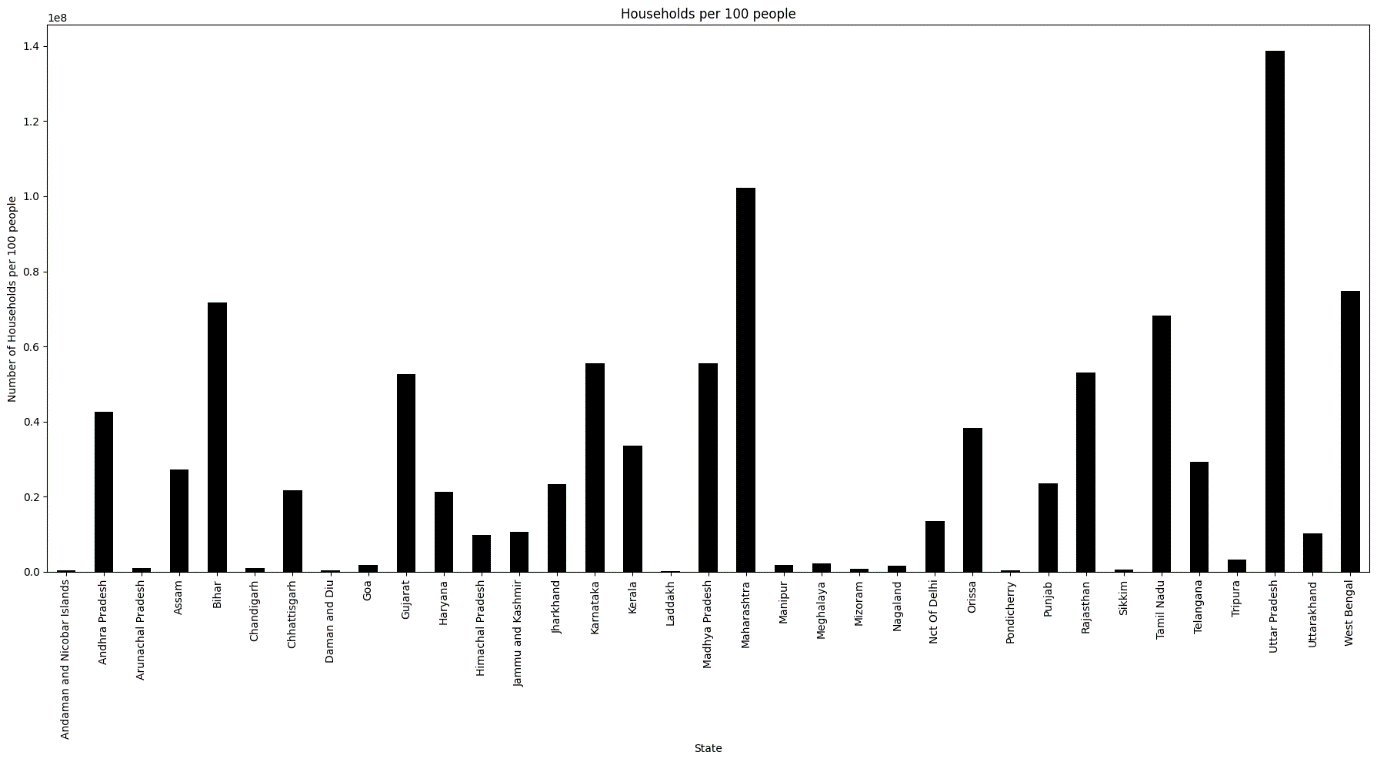 Households per 100 people
1e8
1.4
1.2
1.0
0.8
0.6
0.4
0.2
0.0
Number of Households per 100 people
Andaman and Nicobar Islands
Andhra Pradesh
Arunachal Pradesh
Assam
Bihar
Chandigarh
Chhattisgarh
Daman and Diu
Goa
Gujarat
Haryana
Himachal Pradesh
Jammu and Kashmir
Jharkhand
Karnataka
Kerala
Laddakh
Madhya Pradesh
Maharashtra
Manipur
Meghalaya
Mizoram
Nagaland
Nct Of Delhi
Orissa
Pondicherry
Punjab
Rajasthan
Sikkim
Tamil Nadu
Telangana
Tripura
Uttar Pradesh
Uttarakhand
West Bengal
State